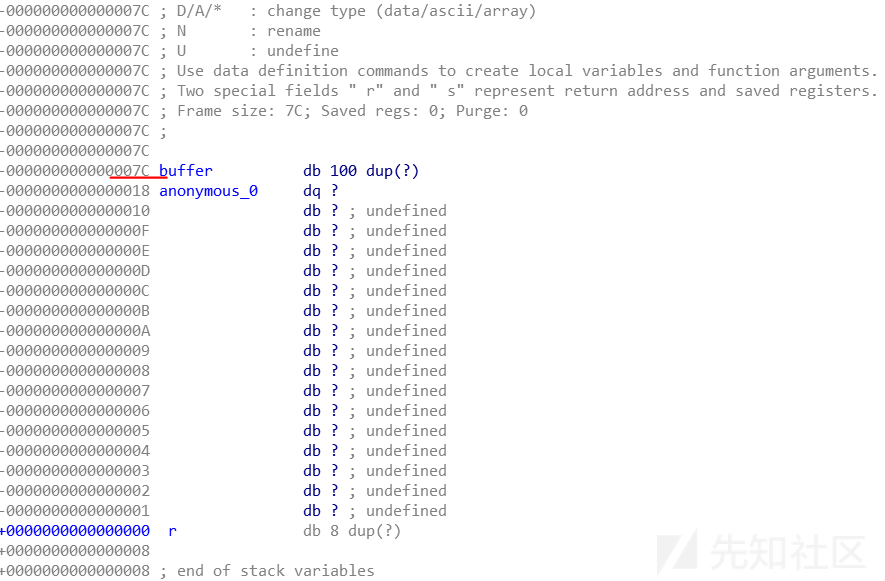 -000000000000007C ; D/A/*   : change type (data/ascii/array)
-000000000000007C ; N       : rename
-000000000000007C ; U       : undefine
-000000000000007C ; Use data definition commands to create local variables and function arguments.
-000000000000007C ; Two special fields " r" and " s" represent return address and saved registers.
-000000000000007C ; Frame size: 7C; Saved regs: 0; Purge: 0
-000000000000007C ;
-000000000000007C
-000000000000007C buffer          db 100 dup(?)
-0000000000000018 anonymous_0     dq ?
-0000000000000010                 db ? ; undefined
-000000000000000F                 db ? ; undefined
-000000000000000E                 db ? ; undefined
-000000000000000D                 db ? ; undefined
-000000000000000C                 db ? ; undefined
-000000000000000B                 db ? ; undefined
-000000000000000A                 db ? ; undefined
-0000000000000009                 db ? ; undefined
-0000000000000008                 db ? ; undefined
-0000000000000007                 db ? ; undefined
-0000000000000006                 db ? ; undefined
-0000000000000005                 db ? ; undefined
-0000000000000004                 db ? ; undefined
-0000000000000003                 db ? ; undefined
-0000000000000002                 db ? ; undefined
-0000000000000001                 db ? ; undefined
+0000000000000000  r              db 8 dup(?)
+0000000000000008
+0000000000000008 ; end of stack variables
先知社区